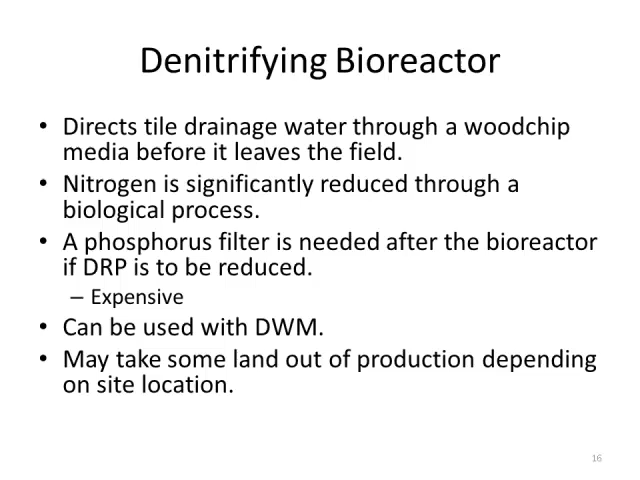 Denitrifying Bioreactor
• Directs tile drainage water through a woodchip
media before it leaves the field.
• Nitrogen is significantly reduced through a
biological process.
• A phosphorus filter is needed after the bioreactor
if DRP is to be reduced.
– Expensive
• Can be used with DWM.
• May take some land out of production depending
on site location.
16